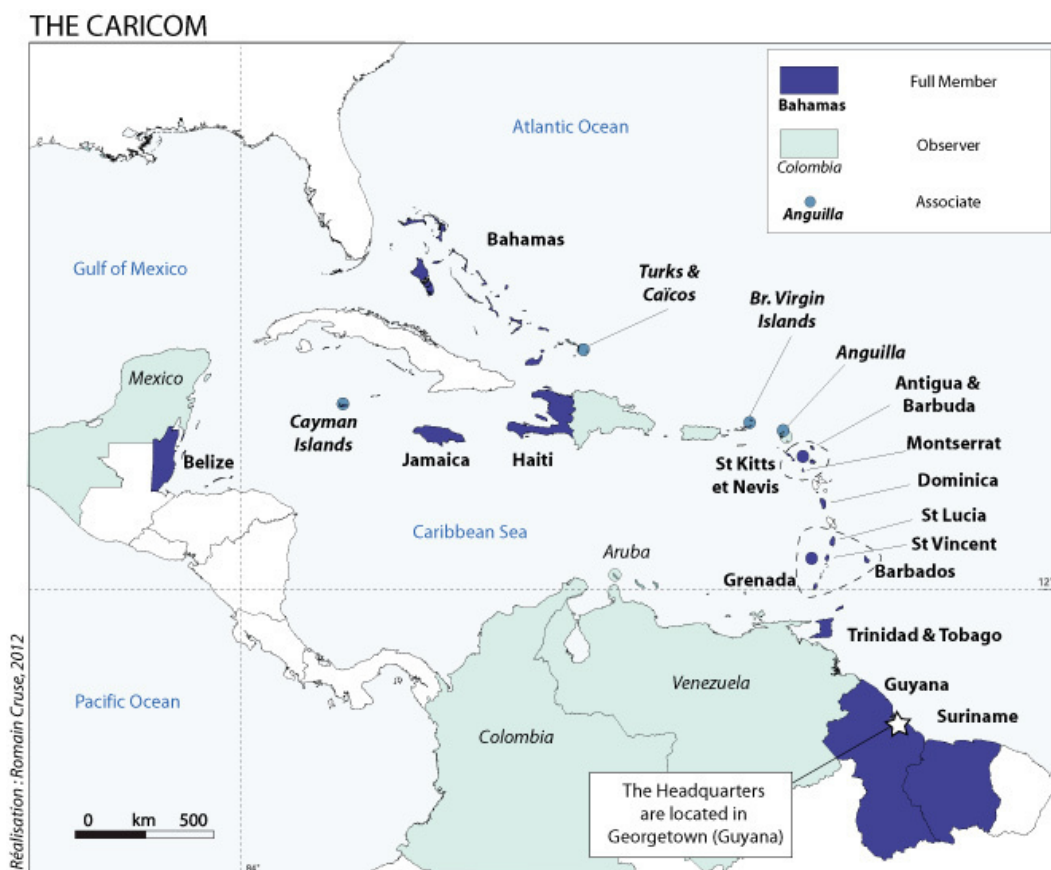 THE CARICOM
Full Member
Bahamas
Observer
Colombia
Associate
Anguilla
Atlantic Ocean
Gulf of Mexico
Bahamas
Turks &
Caïcos
Br. Virgin
Islands
Anguilla
Antigua &
Barbuda
Mexico
Cayman
Islands
Belize
Jamaica
Haiti
St Kitts
et Nevis
Montserrat
Dominica
St Lucia
St Vincent
Caribbean Sea
Aruba
Grenada
Barbados
12°
Trinidad & Tobago
Pacific Ocean
Venezuela
Guyana
Suriname
Colombia
The Headquarters
are located in
Georgetown (Guyana)
0 km 500
84°
Réalisation : Romain Cruse, 2012